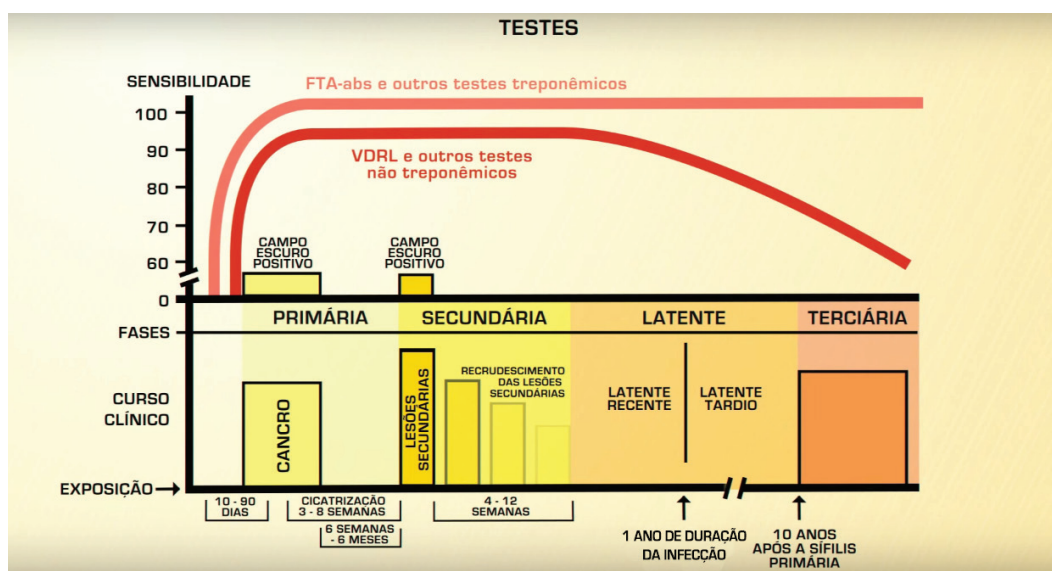 TESTES
SENSIBILIDADE
FTA-abs e outros testes treponêmicos
100
90
80
70
60
0
VDRL e outros testes
não treponêmicos
CAMPO
ESCURO
POSITIVO
CAMPO
ESCURO
POSITIVO
FASES
PRIMÁRIA
SECUNDÁRIA
LATENTE
TERCIÁRIA
CURSO
CLÍNICO
CANCRO
LESÕES
SECUNDÁRIAS
RECRUDESCIMENTO
DAS LESÕES
SECUNDÁRIAS
LATENTE
RECENTE
LATENTE
TARDIO
EXPOSIÇÃO
10 - 90
DIAS
CICATRIZAÇÃO
3 - 8 SEMANAS
6 SEMANAS
- 6 MESES
4 - 12
SEMANAS
1 ANO DE DURAÇÃO
DA INFECÇÃO
10 ANOS
APÓS A SÍFILIS
PRIMÁRIA